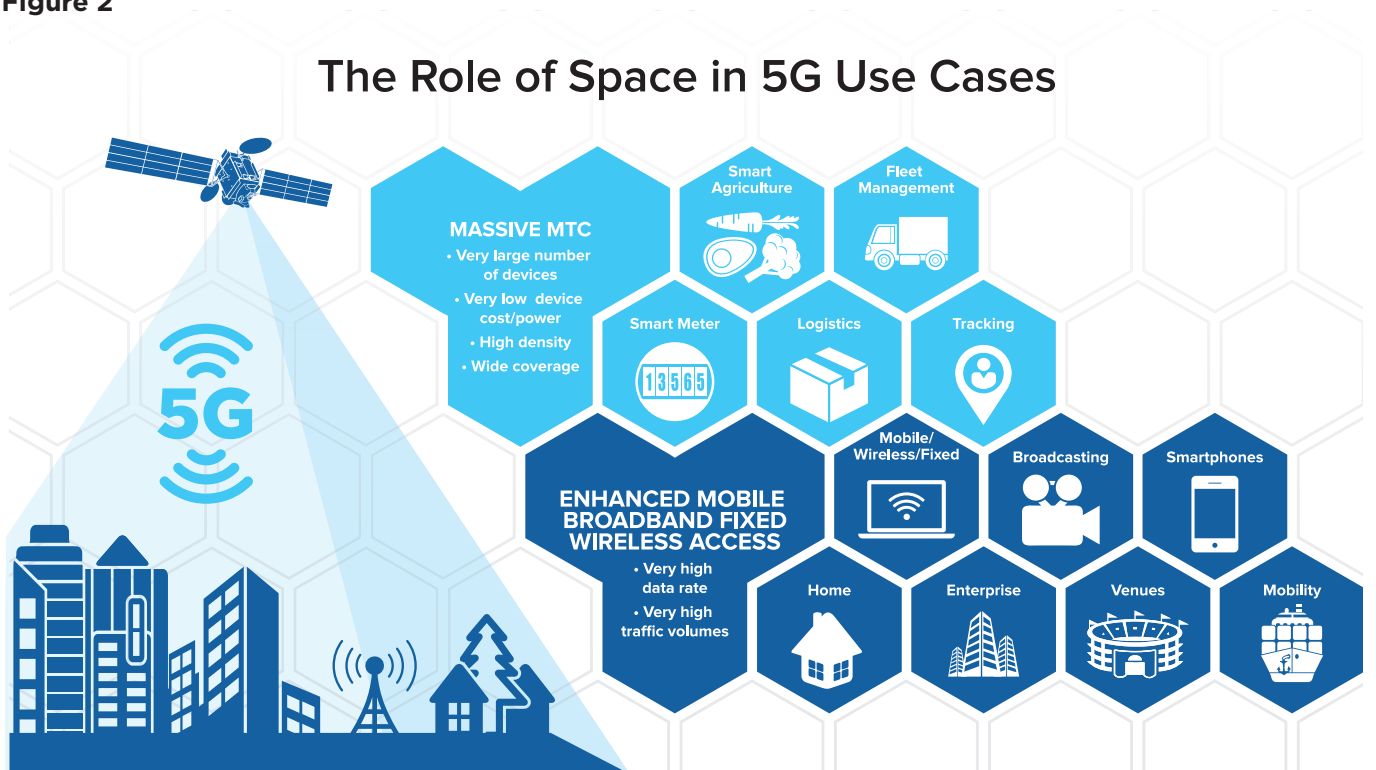 Figure 2
The Role of Space in 5G Use Cases
5G
MASSIVE MTC
• Very large number
of devices
• Very low device
cost/power
• High density
• Wide coverage
Smart
Agriculture
Fleet
Management
Smart Meter
13565
Logistics
Tracking
ENHANCED MOBILE
BROADBAND FIXED
WIRELESS ACCESS
• Very high
data rate
• Very high
traffic volumes
Mobile/
Wireless/Fixed
Broadcasting
Smartphones
Home
Enterprise
Venues
Mobility